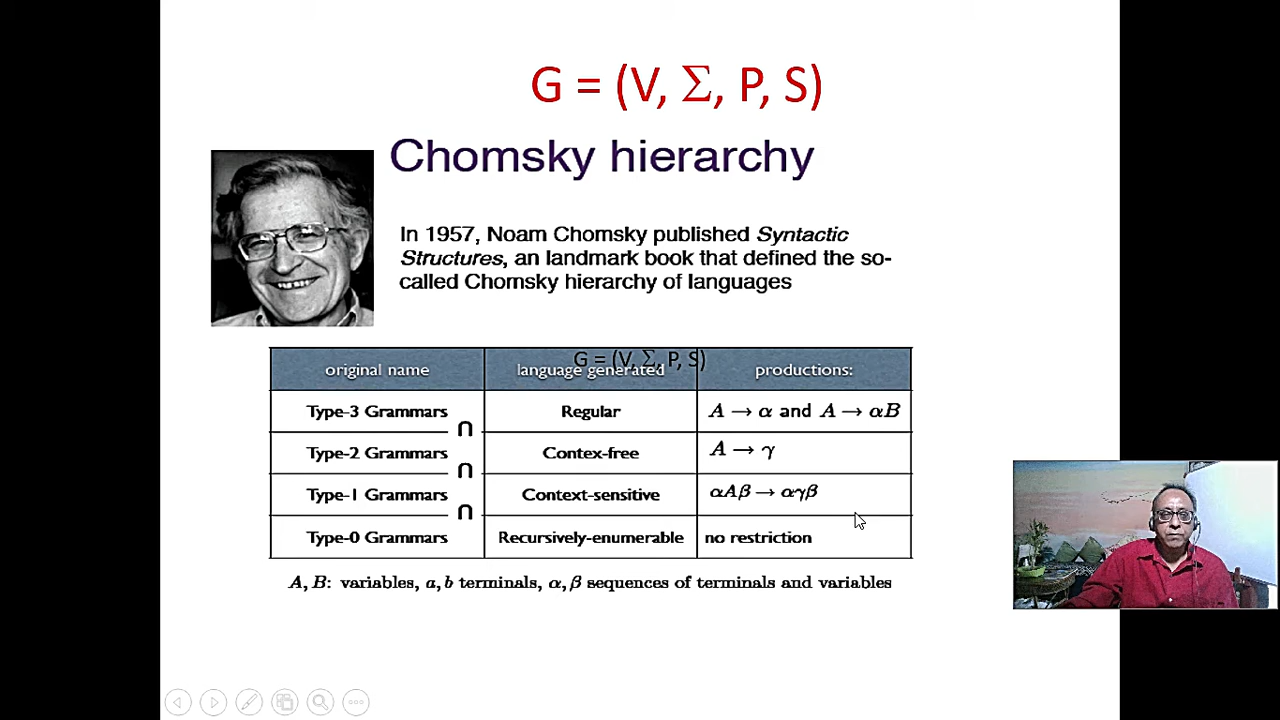 G = (V, Σ, P, S)
Chomsky hierarchy
In 1957, Noam Chomsky published Syntactic
Structures, an landmark book that defined the so-
called Chomsky hierarchy of languages
G = (V, Σ, P, S)
original name language generated productions:
Type-3 Grammars Regular A → α and A → αB
∩
Type-2 Grammars Contex-free A → γ
∩
Type-1 Grammars Context-sensitive αAβ → αγβ
∩
Type-0 Grammars Recursively-enumerable no restriction
A, B: variables, a, b terminals, α, β sequences of terminals and variables